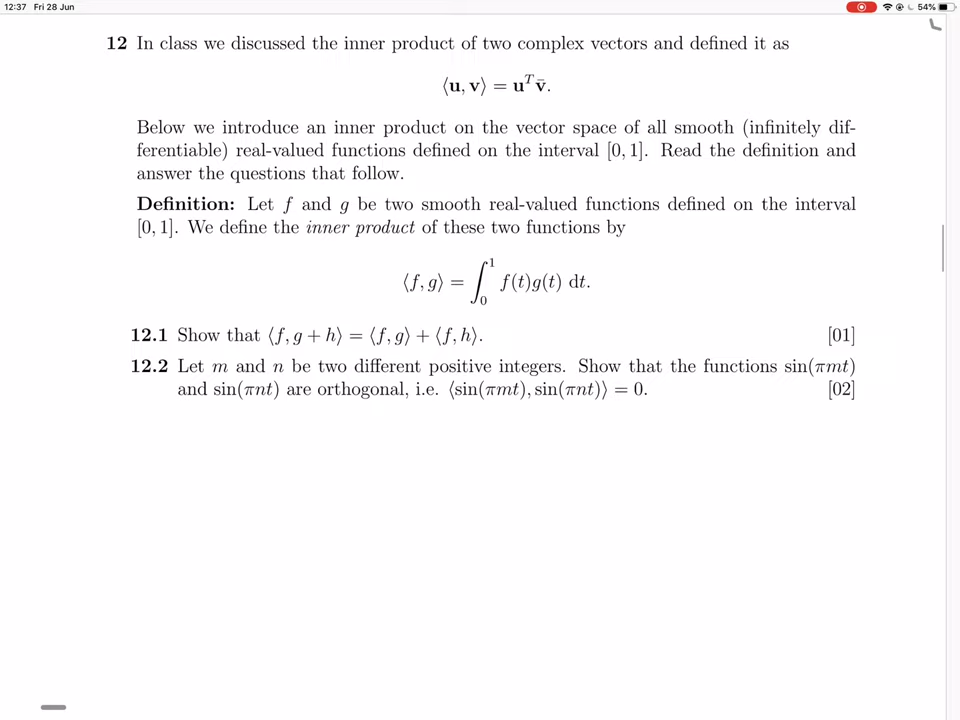 12:37 Fri 28 Jun 54%
12 In class we discussed the inner product of two complex vectors and defined it as
⟨u, v⟩ = uᵀv̄.
Below we introduce an inner product on the vector space of all smooth (infinitely dif-
ferentiable) real-valued functions defined on the interval [0, 1]. Read the definition and
answer the questions that follow.
Definition: Let f and g be two smooth real-valued functions defined on the interval
[0, 1]. We define the inner product of these two functions by
⟨f, g⟩ = ∫₀¹ f(t)g(t) dt.
12.1 Show that ⟨f, g + h⟩ = ⟨f, g⟩ + ⟨f, h⟩. [01]
12.2 Let m and n be two different positive integers. Show that the functions sin(πmt)
and sin(πnt) are orthogonal, i.e. ⟨sin(πmt), sin(πnt)⟩ = 0. [02]